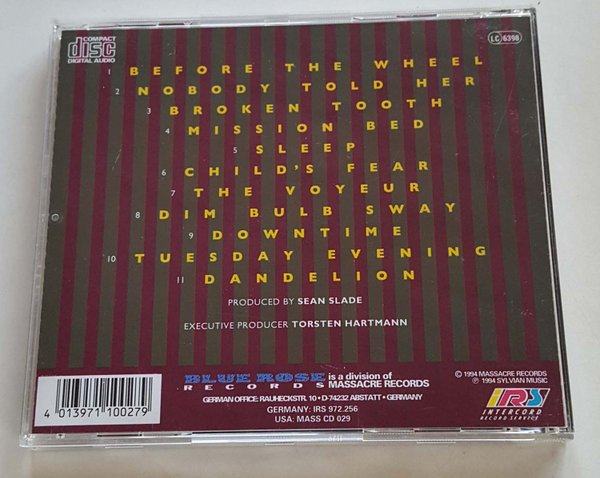 COMPACT
disc
DIGITAL AUDIO
LC 6398
1 BEFORE THE WHEEL
2 NOBODY TOLD HER
3 BROKEN TOOTH
4 MISSION BED
5 SLEEP
6 CHILD'S FEAR
7 THE VOYEUR
8 DIM BULB SWAY
9 DOWNTIME
10 TUESDAY EVENING
11 DANDELION
PRODUCED BY SEAN SLADE
EXECUTIVE PRODUCER TORSTEN HARTMANN
BLUE ROSE RECORDS is a division of MASSACRE RECORDS
GERMAN OFFICE: RAUHECKSTR. 10 • D-74232 ABSTATT • GERMANY
GERMANY: IRS 972.256
USA: MASS CD 029
4 013971 100279
© 1994 MASSACRE RECORDS
℗ 1994 SYLVIAN MUSIC
IRS
INTERCORD
RECORD SERVICE